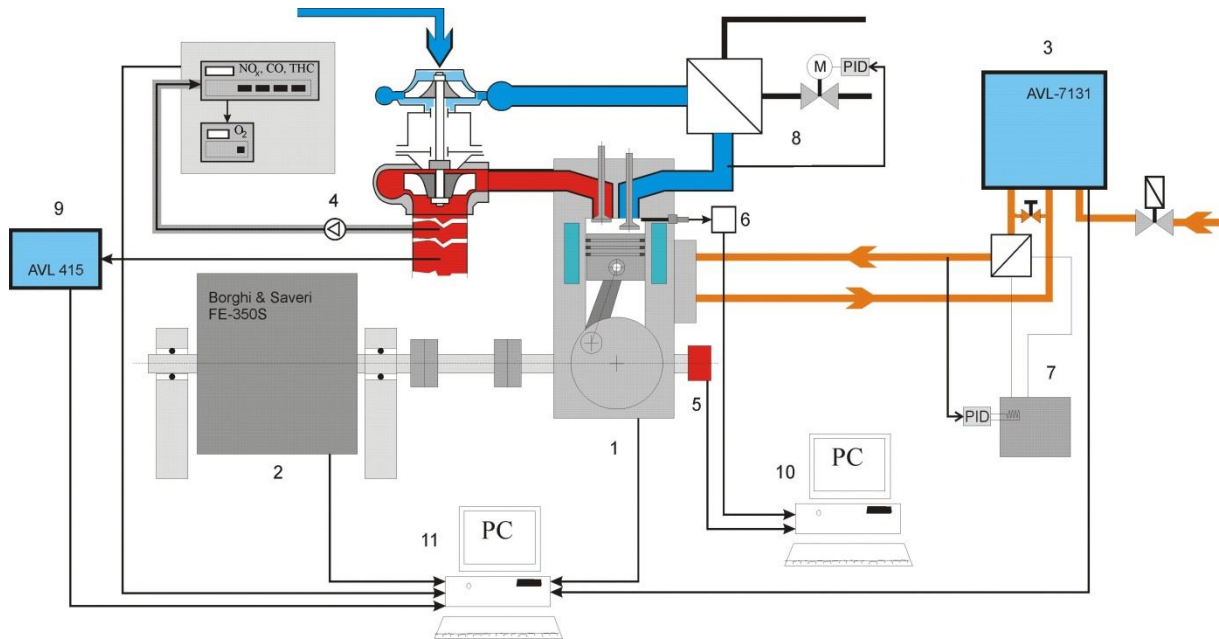 NOx, CO, THC
O2
M
PID
3
AVL-7131
8
4
9
6
AVL 415
Borghi & Saveri
FE-350S
7
5
PID
1
2
10
PC
11
PC